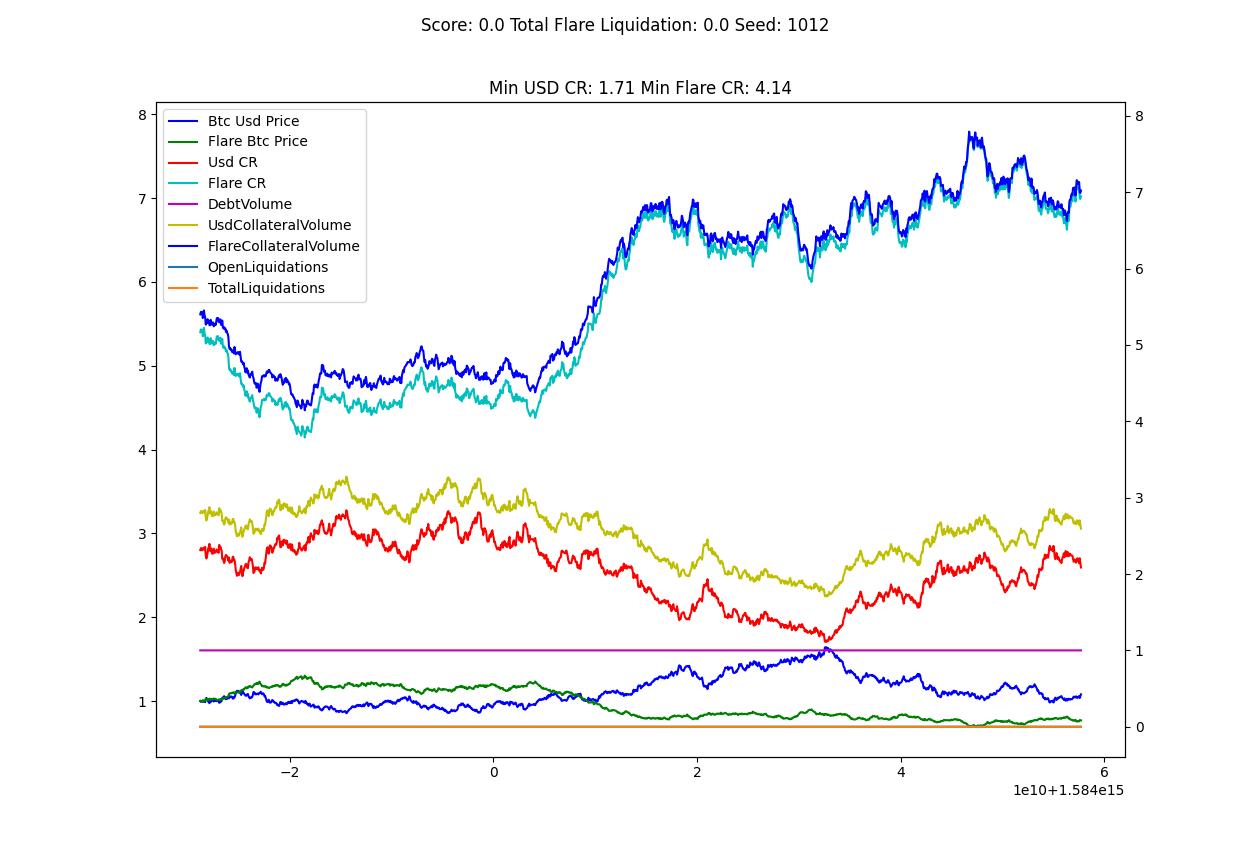 Score: 0.0 Total Flare Liquidation: 0.0 Seed: 1012
Min USD CR: 1.71 Min Flare CR: 4.14
Btc Usd Price
Flare Btc Price
Usd CR
Flare CR
DebtVolume
UsdCollateralVolume
FlareCollateralVolume
OpenLiquidations
TotalLiquidations
8
7
6
5
4
3
2
1
8
7
6
5
4
3
2
1
0
−2
0
2
4
6
1e10+1.584e15